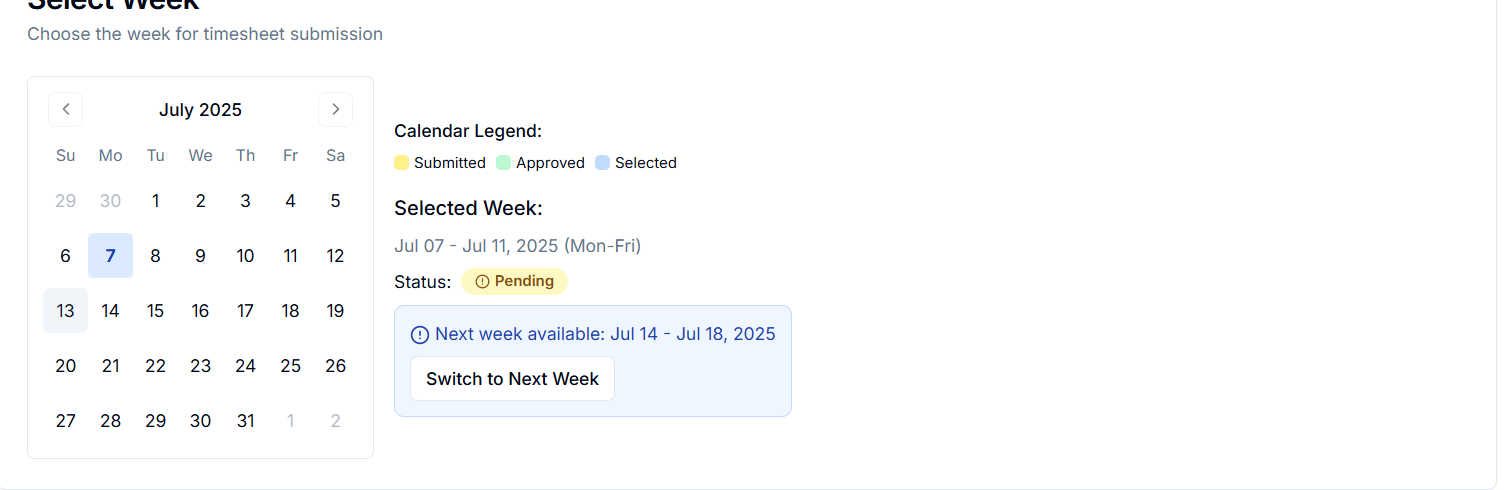 Select Week
Choose the week for timesheet submission
July 2025
Su Mo Tu We Th Fr Sa
29 30 1 2 3 4 5
6 7 8 9 10 11 12
13 14 15 16 17 18 19
20 21 22 23 24 25 26
27 28 29 30 31 1 2
Calendar Legend:
Submitted Approved Selected
Selected Week:
Jul 07 - Jul 11, 2025 (Mon-Fri)
Status: Pending
Next week available: Jul 14 - Jul 18, 2025
Switch to Next Week